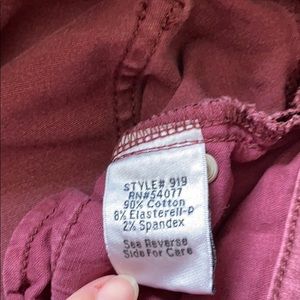 STYLE# 919
RN#54077
90% Cotton
8% Elasterell-P
2% Spandex
See Reverse
Side For Care